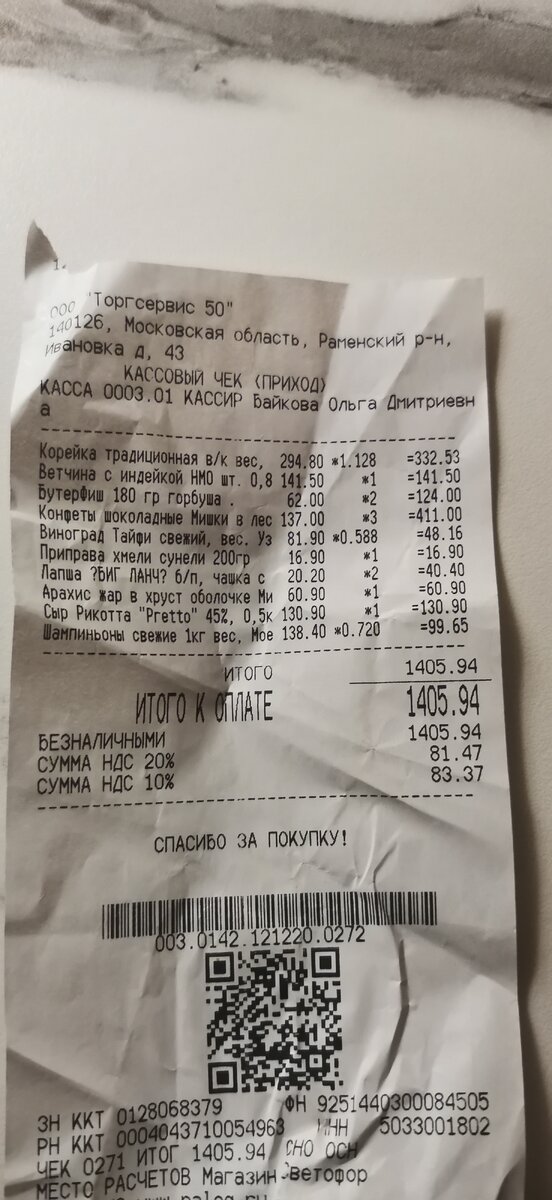 1.
ООО "Торгсервис 50"
140126, Московская область, Раменский р-н,
Ивановка д, 43
КАССОВЫЙ ЧЕК (ПРИХОД)
КАССА 0003.01 КАССИР Байкова Ольга Дмитриевн
а
Корейка традиционная в/к вес, 294.80 *1.128 =332.53
Ветчина с индейкой НМО шт. 0,8 141.50 *1 =141.50
Бутерфиш 180 гр горбуша . 62.00 *2 =124.00
Конфеты шоколадные Мишки в лес 137.00 *3 =411.00
Виноград Тайфи свежий, вес. Уз 81.90 *0.588 =48.16
Приправа хмели сунели 200гр 16.90 *1 =16.90
Лапша ?БИГ ЛАНЧ? б/п, чашка с 20.20 *2 =40.40
Арахис жар в хруст оболочке Ми 60.90 *1 =60.90
Сыр Рикотта "Pretto" 45%, 0,5к 130.90 *1 =130.90
Шампиньоны свежие 1кг вес, Мое 138.40 *0.720 =99.65
ИТОГО 1405.94
ИТОГО К ОПЛАТЕ 1405.94
БЕЗНАЛИЧНЫМИ 1405.94
СУММА НДС 20% 81.47
СУММА НДС 10% 83.37
СПАСИБО ЗА ПОКУПКУ!
003.0142.121220.0272
ЗН ККТ 0128068379 ФН 9251440300084505
РН ККТ 0004043710054963 ИНН 5033001802
ЧЕК 0271 ИТОГ 1405.94 СНО ОСН
МЕСТО РАСЧЕТОВ Магазин Светофор